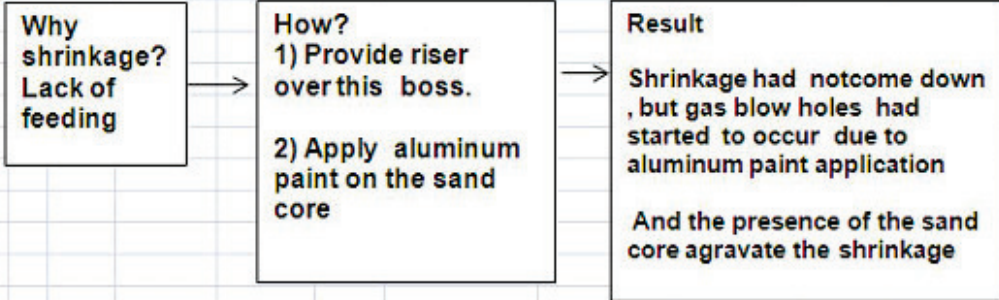 Why
shrinkage?
Lack of
feeding
How?
1) Provide riser
over this boss.
2) Apply aluminum
paint on the sand
core
Result
Shrinkage had notcome down
, but gas blow holes had
started to occur due to
aluminum paint application
And the presence of the sand
core agravate the shrinkage